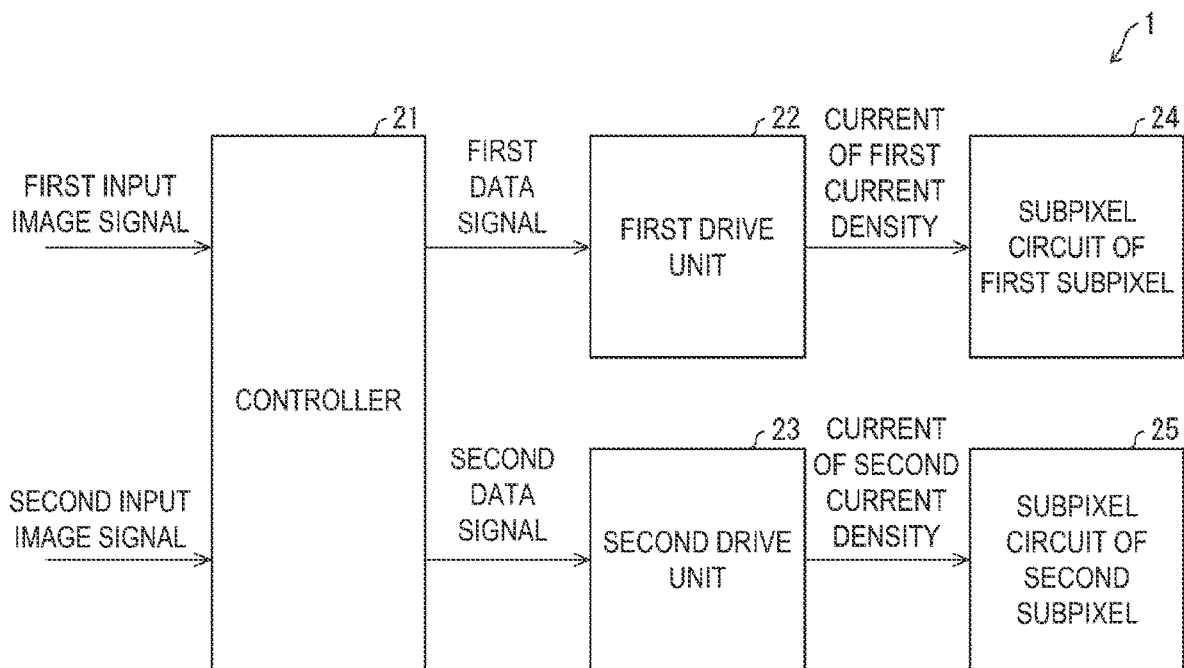 1
21
22
CURRENT
OF FIRST
CURRENT
DENSITY
24
FIRST INPUT
IMAGE SIGNAL
FIRST
DATA
SIGNAL
FIRST DRIVE
UNIT
SUBPIXEL
CIRCUIT OF
FIRST SUBPIXEL
CONTROLLER
23
CURRENT
OF SECOND
CURRENT
DENSITY
25
SECOND INPUT
IMAGE SIGNAL
SECOND
DATA
SIGNAL
SECOND DRIVE
UNIT
SUBPIXEL
CIRCUIT OF
SECOND
SUBPIXEL